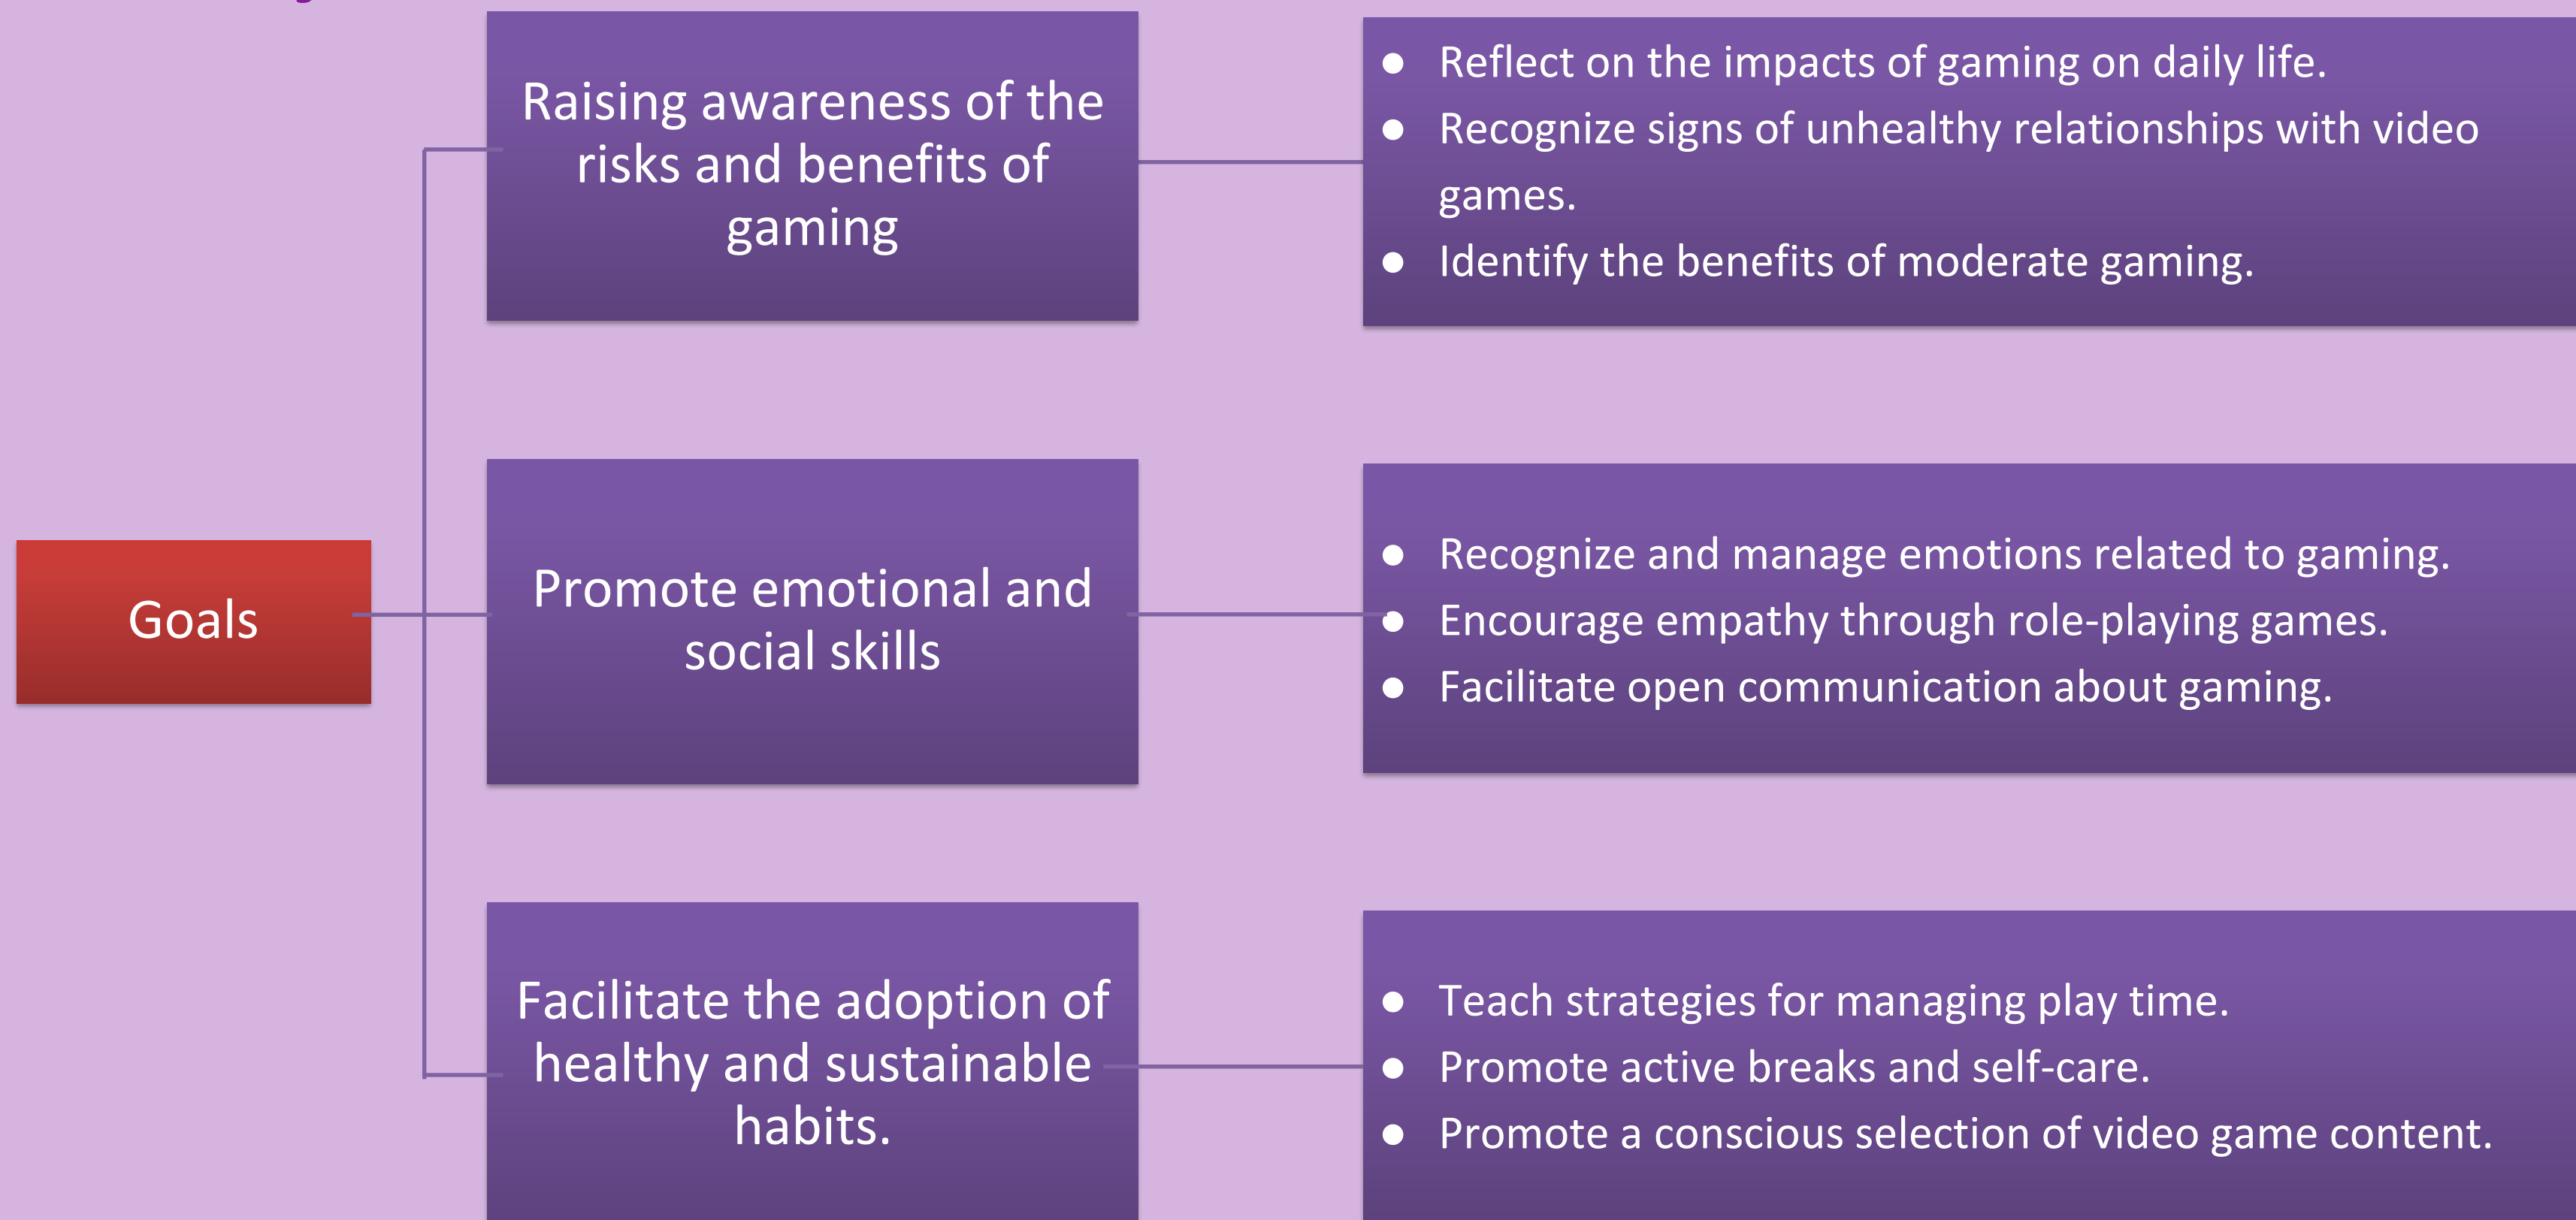 Raising awareness of the
risks and benefits of
gaming
● Reflect on the impacts of gaming on daily life.
● Recognize signs of unhealthy relationships with video
games.
● Identify the benefits of moderate gaming.
Goals
Promote emotional and
social skills
● Recognize and manage emotions related to gaming.
● Encourage empathy through role-playing games.
● Facilitate open communication about gaming.
Facilitate the adoption of
healthy and sustainable
habits.
● Teach strategies for managing play time.
● Promote active breaks and self-care.
● Promote a conscious selection of video game content.